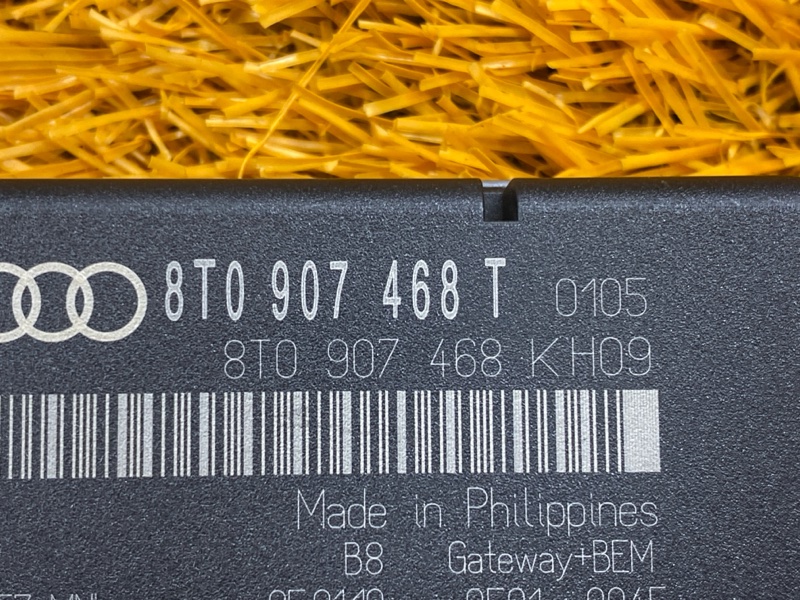 8T0 907 468 T 0105
8T0 907 468 KH09
Made in Philippines
B8 Gateway+BEM